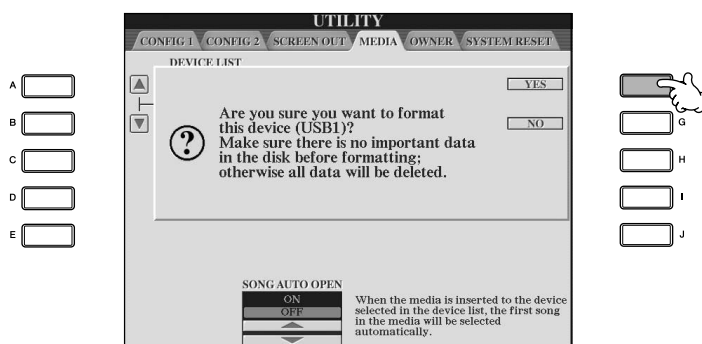 UTILITY
CONFIG 1 CONFIG 2 SCREEN OUT MEDIA OWNER SYSTEM RESET
DEVICE LIST
A
B
C
D
E
YES
NO
Are you sure you want to format
this device (USB1)?
Make sure there is no important data
in the disk before formatting;
otherwise all data will be deleted.
?
G
H
I
J
SONG AUTO OPEN
ON
OFF
When the media is inserted to the device
selected in the device list, the first song
in the media will be selected
automatically.